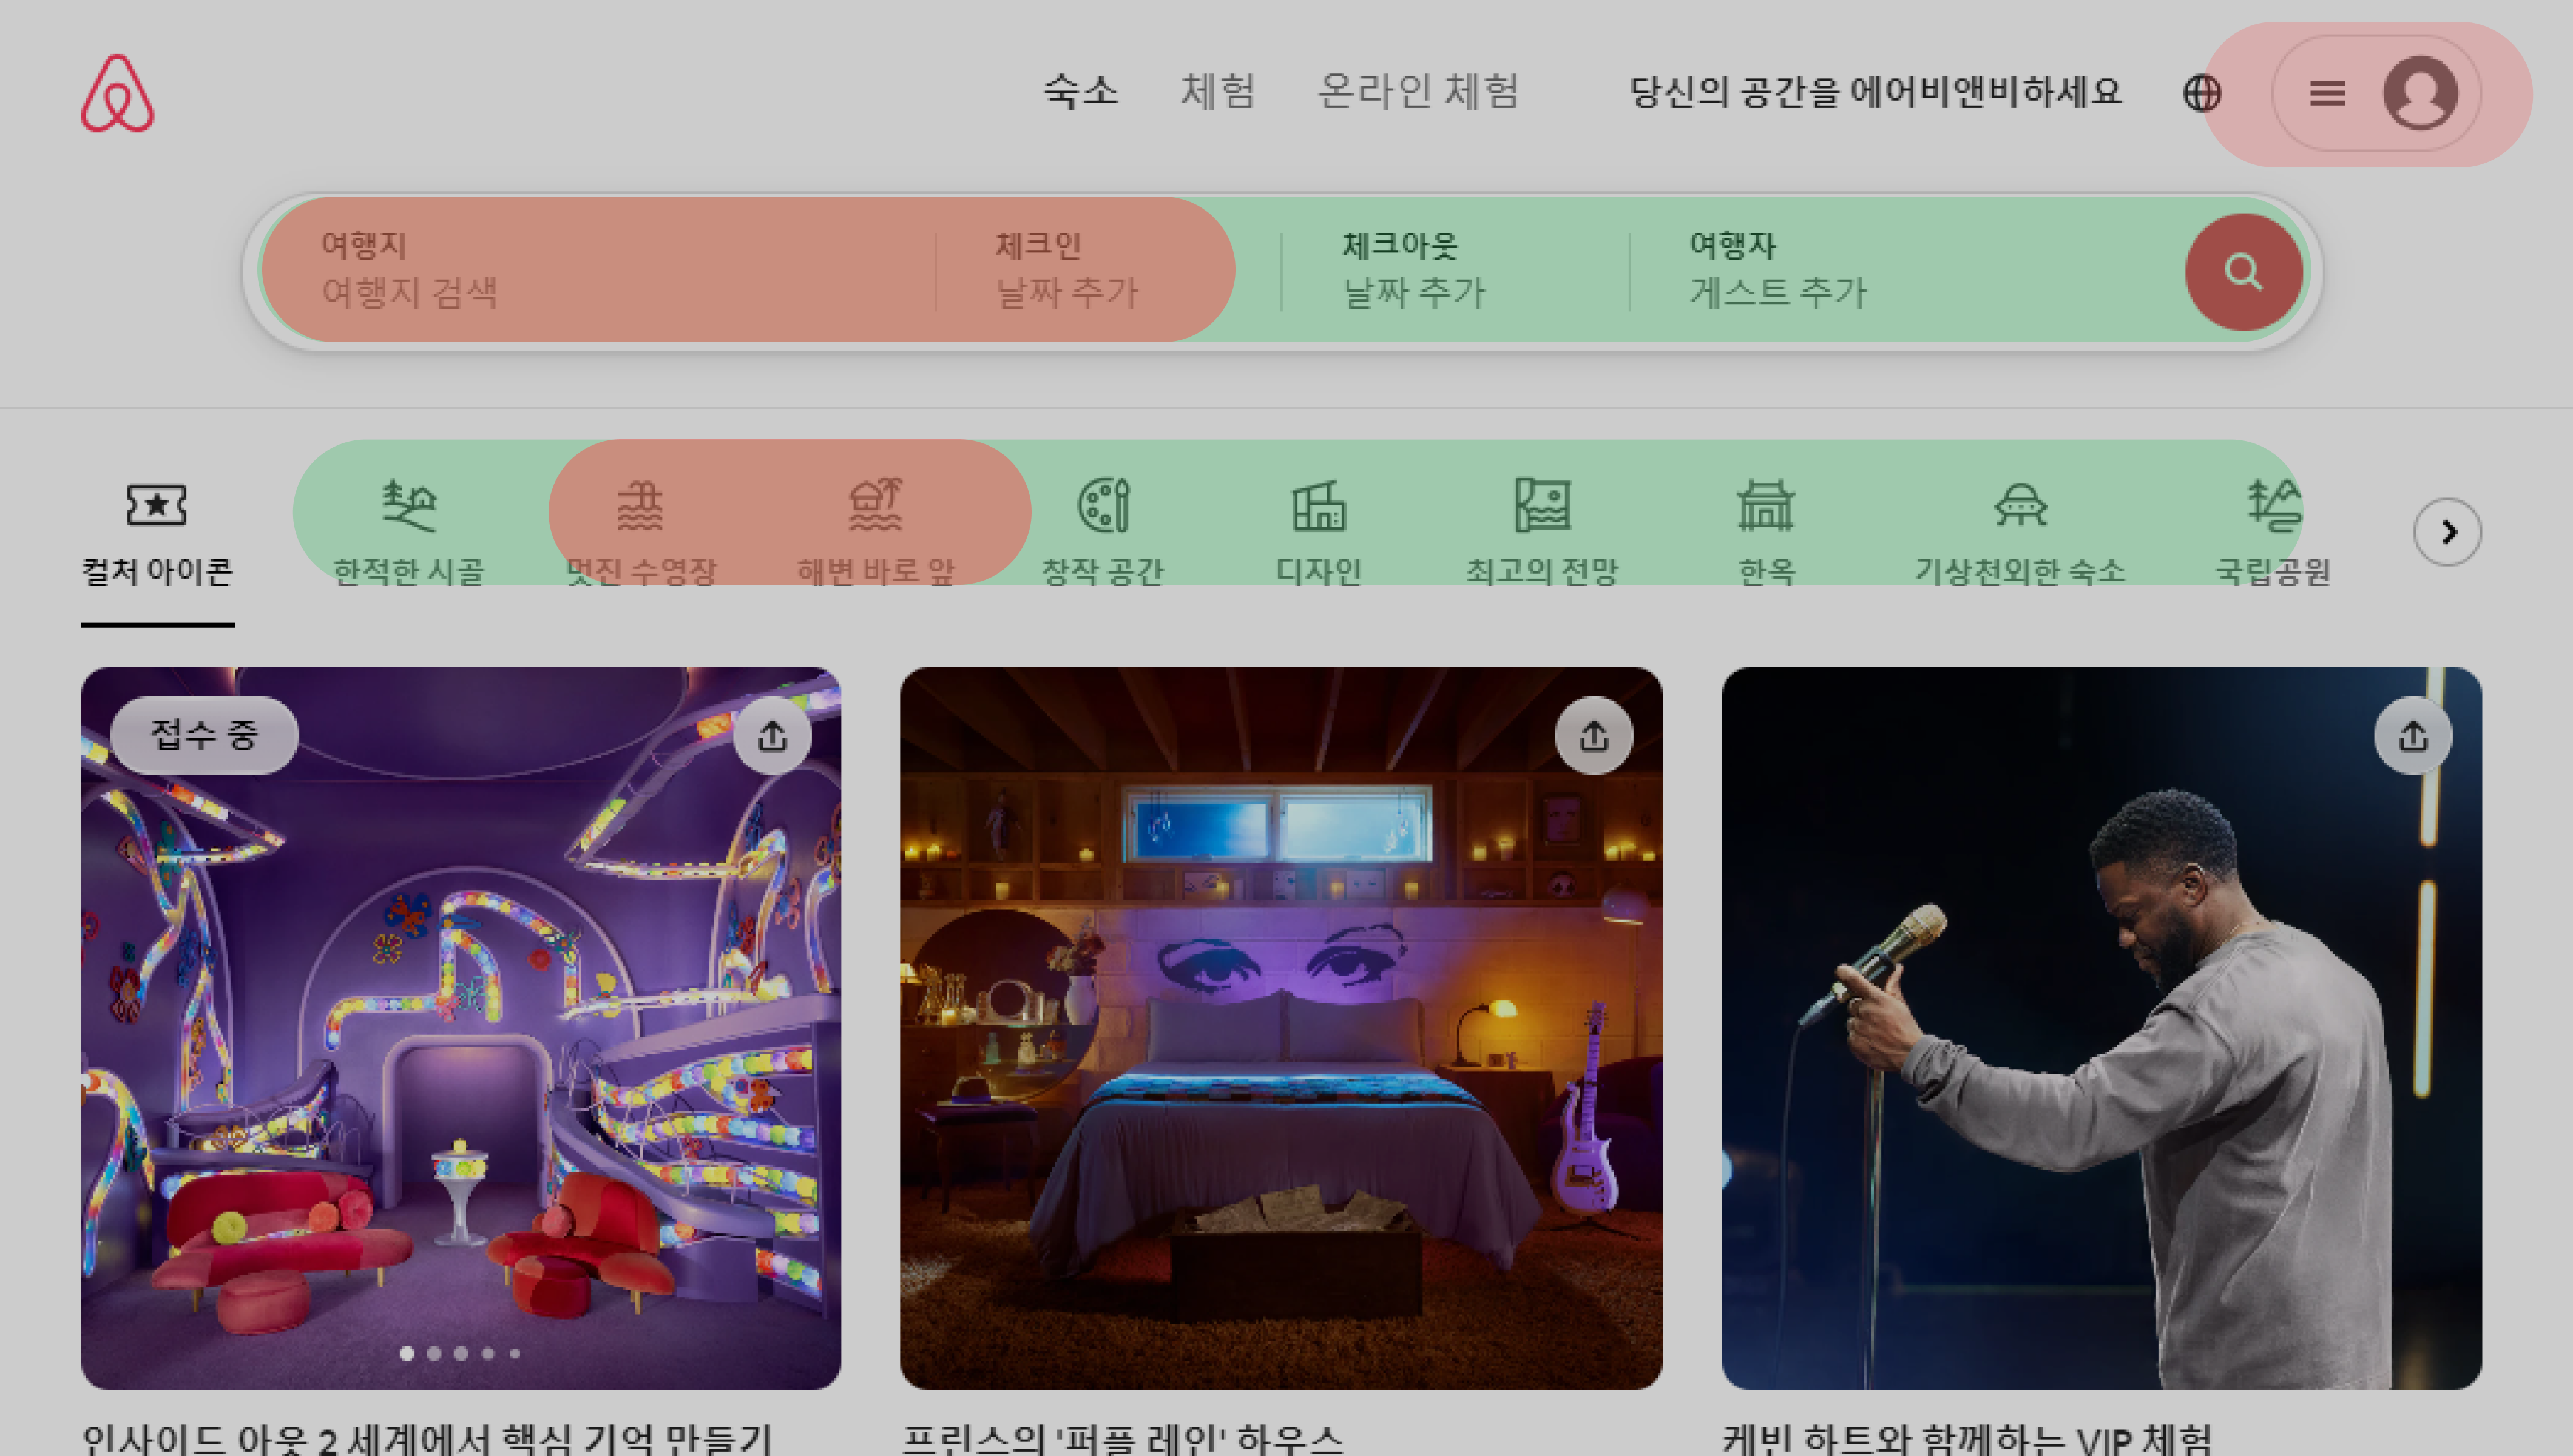 숙소 체험 온라인 체험 당신의 공간을 에어비앤비하세요
여행지 체크인 체크아웃 여행자
여행지 검색 날짜 추가 날짜 추가 게스트 추가
컬처 아이콘 한적한 시골 멋진 수영장 해변 바로 앞 창작 공간 디자인 최고의 전망 한옥 기상천외한 숙소 국립공원
접수 중
인사이드 아웃 2 세계에서 핵심 기억 만들기
프린스의 '퍼플 레인' 하우스
케빈 하트와 함께하는 VIP 체험